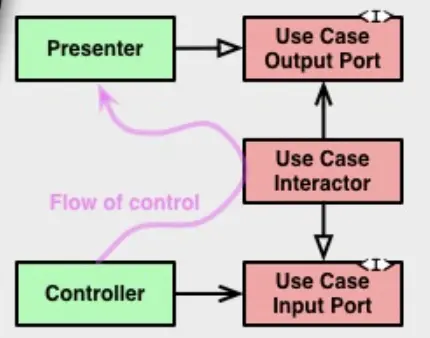 <I>
Presenter
Use Case
Output Port
Use Case
Interactor
Flow of control
<I>
Controller
Use Case
Input Port